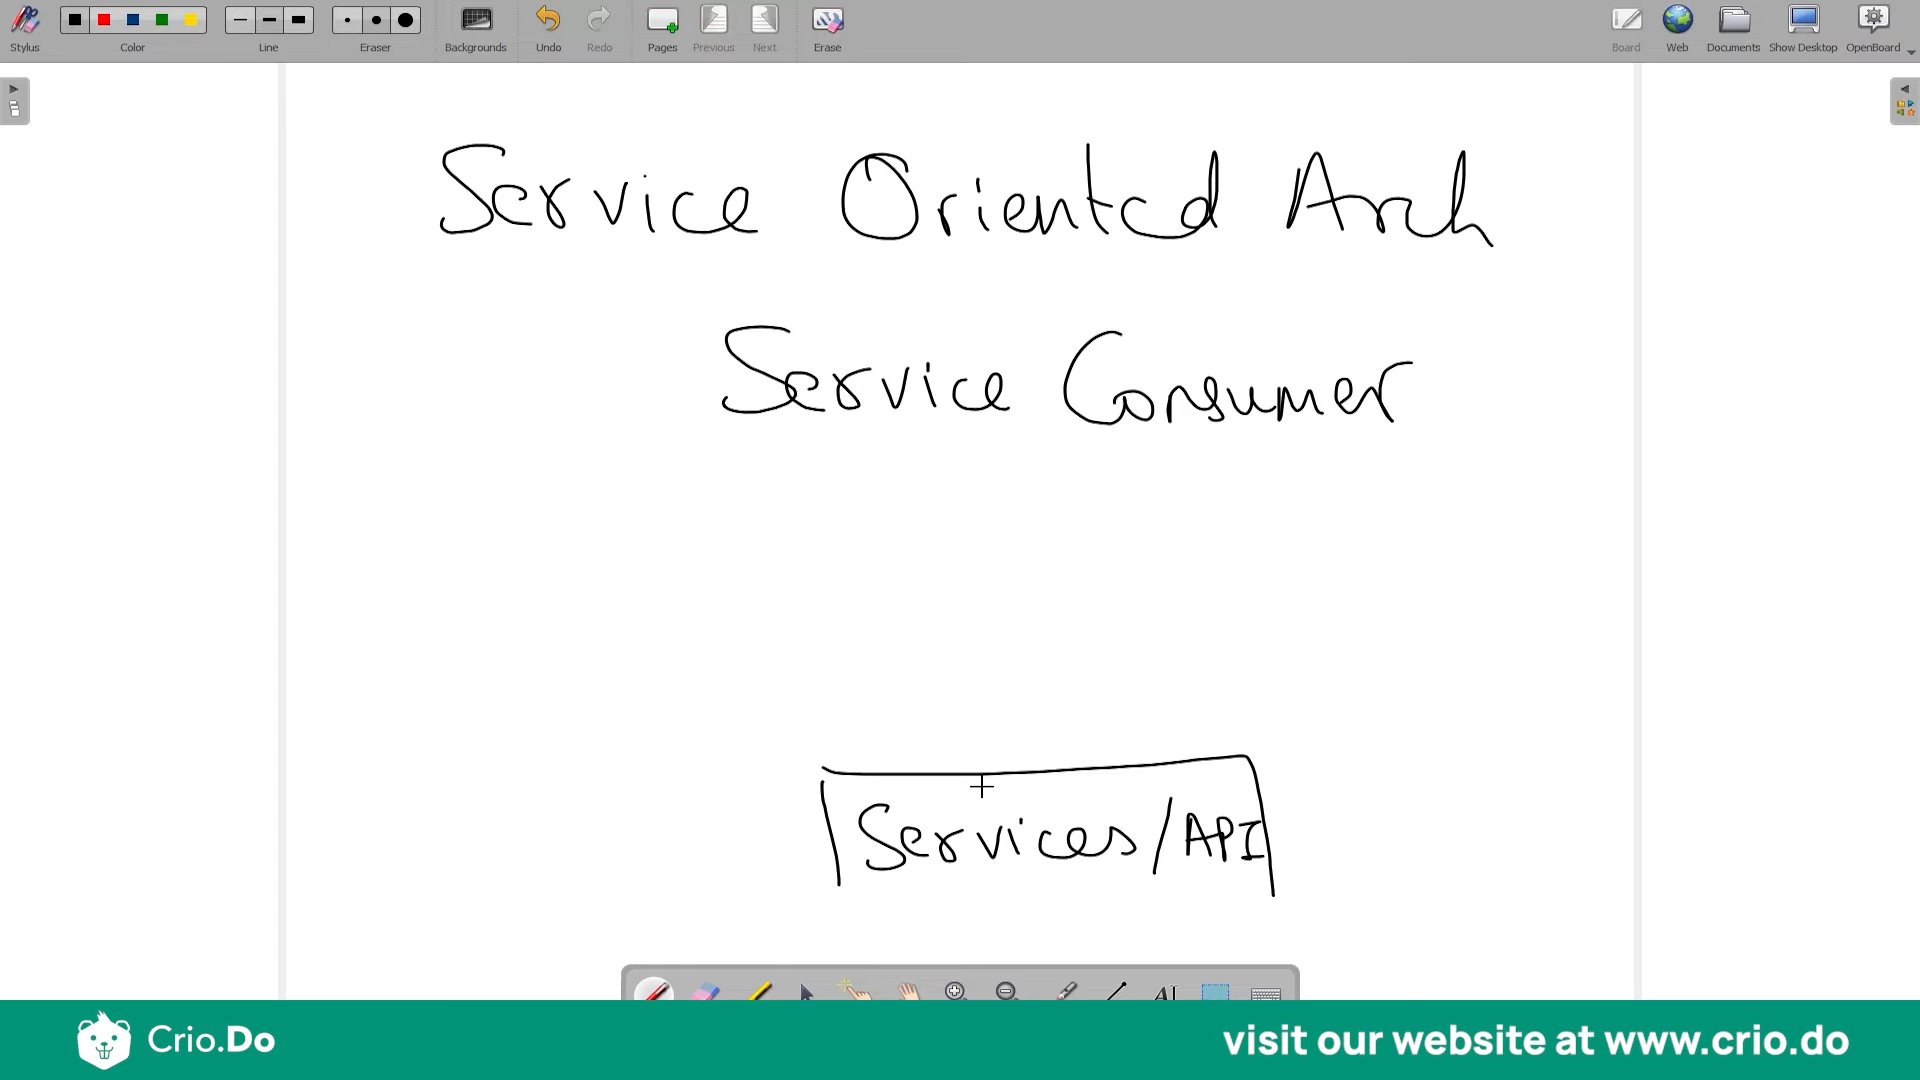 Stylus Color Line Eraser Backgrounds Undo Redo Pages Previous Next Erase Board Web Documents Show Desktop OpenBoard
Service Oriented Arch
Service Consumer
Services/API
AI
Crio.Do
visit our website at www.crio.do